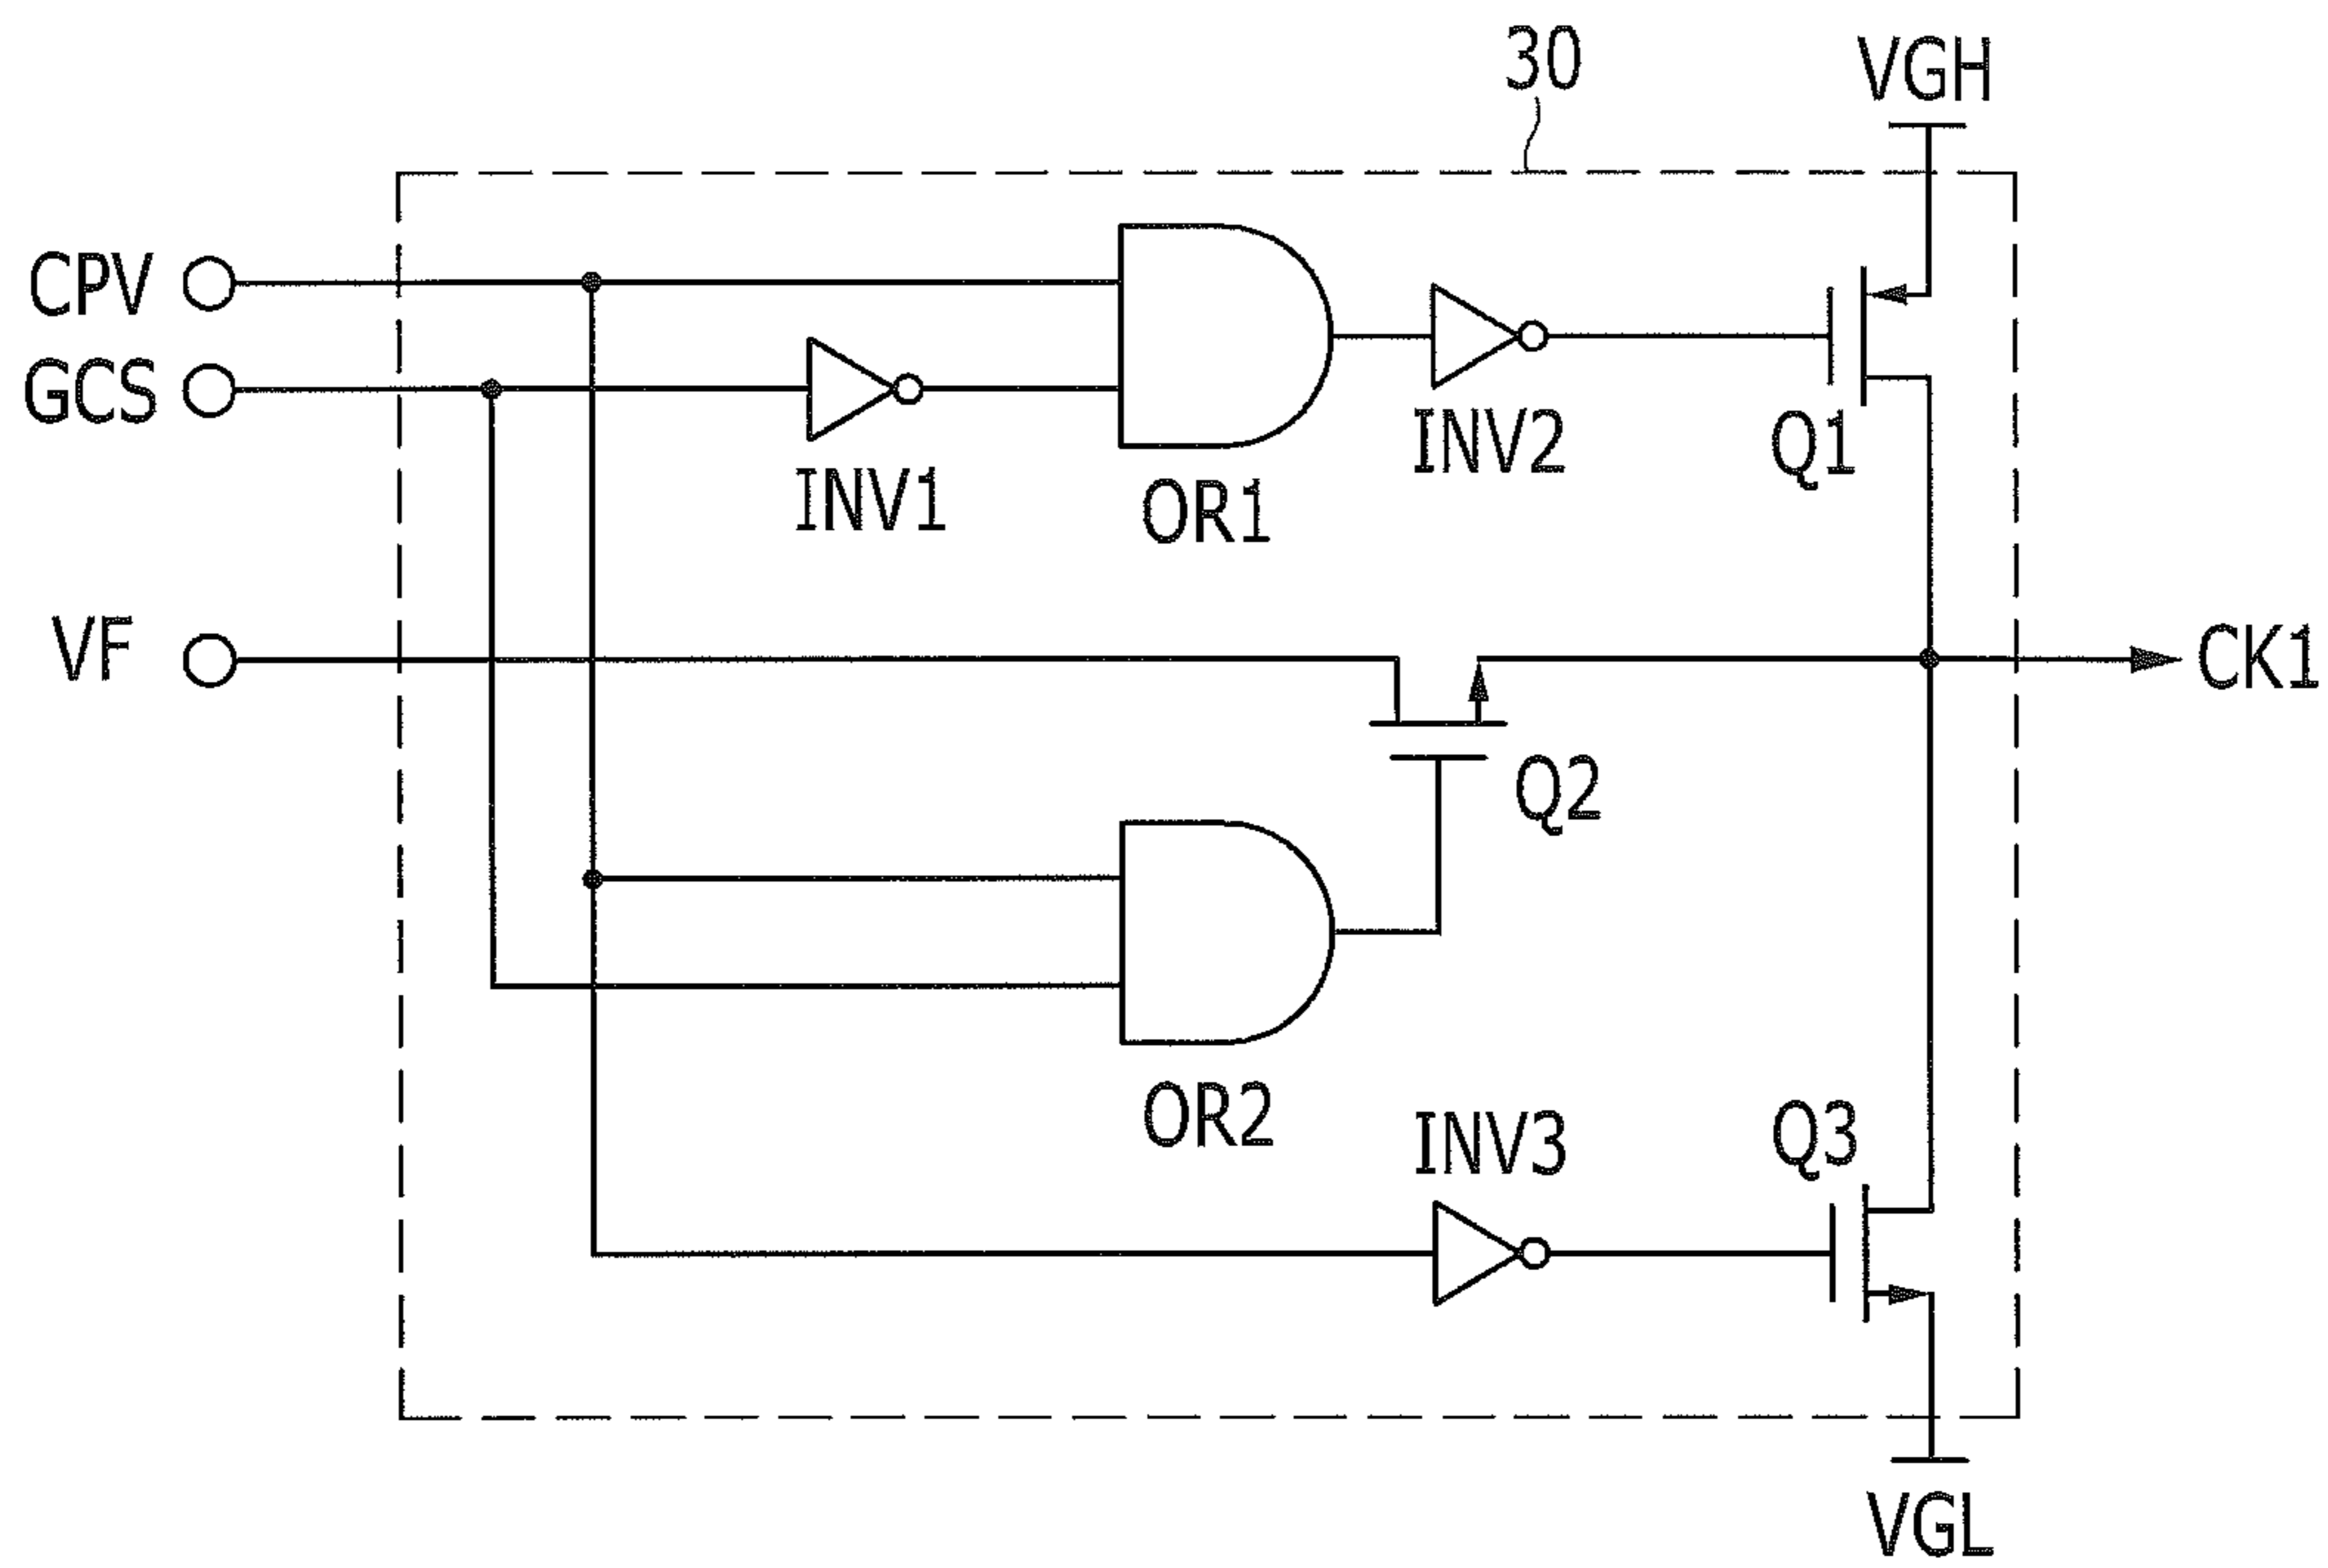 30
VGH
CPV
GCS
INV1
OR1
INV2
Q1
VF
CK1
Q2
OR2
INV3
Q3
VGL